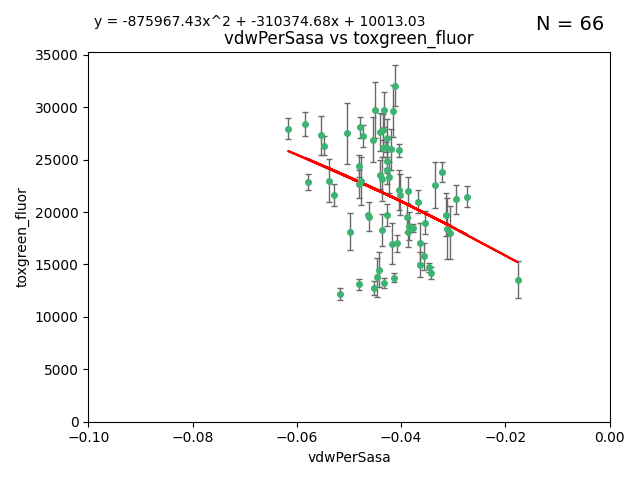 y = -875967.43x^2 + -310374.68x + 10013.03
N = 66
vdwPerSasa vs toxgreen_fluor
35000
30000
25000
20000
15000
10000
5000
0
toxgreen_fluor
−0.10
−0.08
−0.06
−0.04
−0.02
0.00
vdwPerSasa